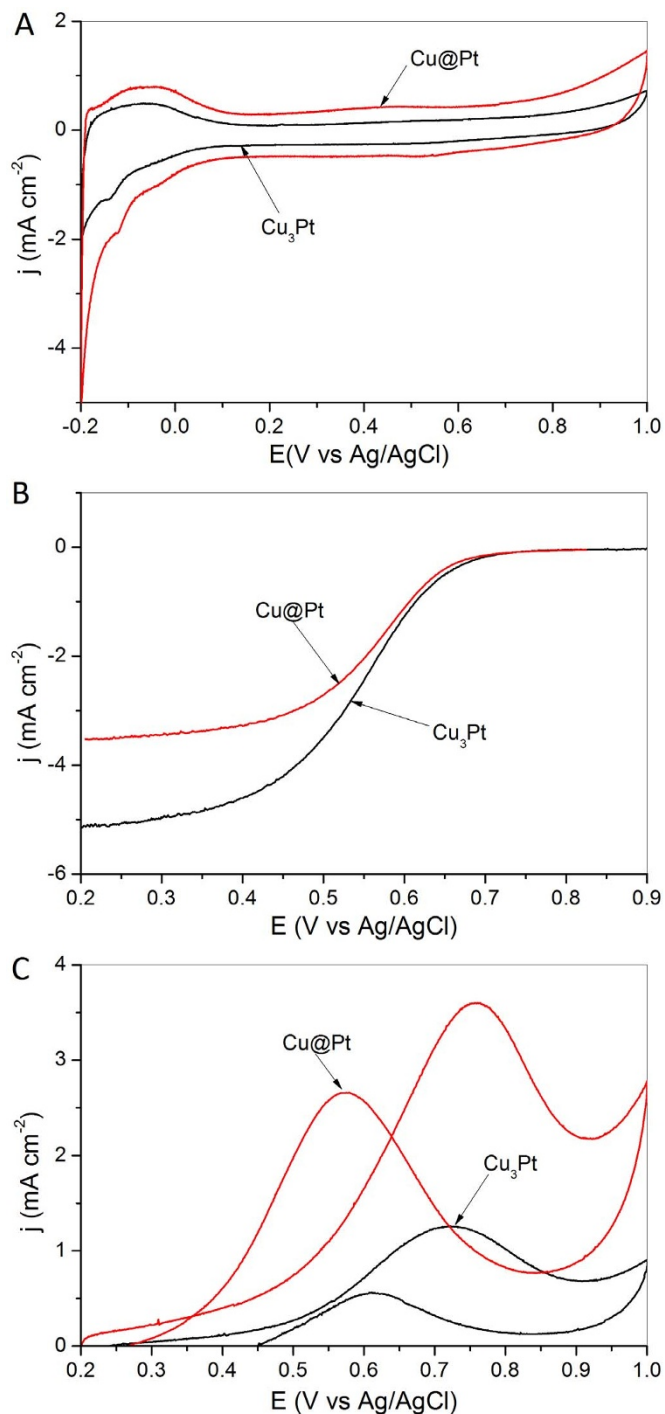 A
2
0
-2
-4
j (mA cm⁻²)
Cu@Pt
Cu₃Pt
-0.2 0.0 0.2 0.4 0.6 0.8 1.0
E(V vs Ag/AgCl)
B
0
-2
-4
-6
j (mA cm⁻²)
Cu@Pt
Cu₃Pt
0.2 0.3 0.4 0.5 0.6 0.7 0.8 0.9
E (V vs Ag/AgCl)
C
4
3
2
1
0
j (mA cm⁻²)
Cu@Pt
Cu₃Pt
0.2 0.3 0.4 0.5 0.6 0.7 0.8 0.9 1.0
E (V vs Ag/AgCl)